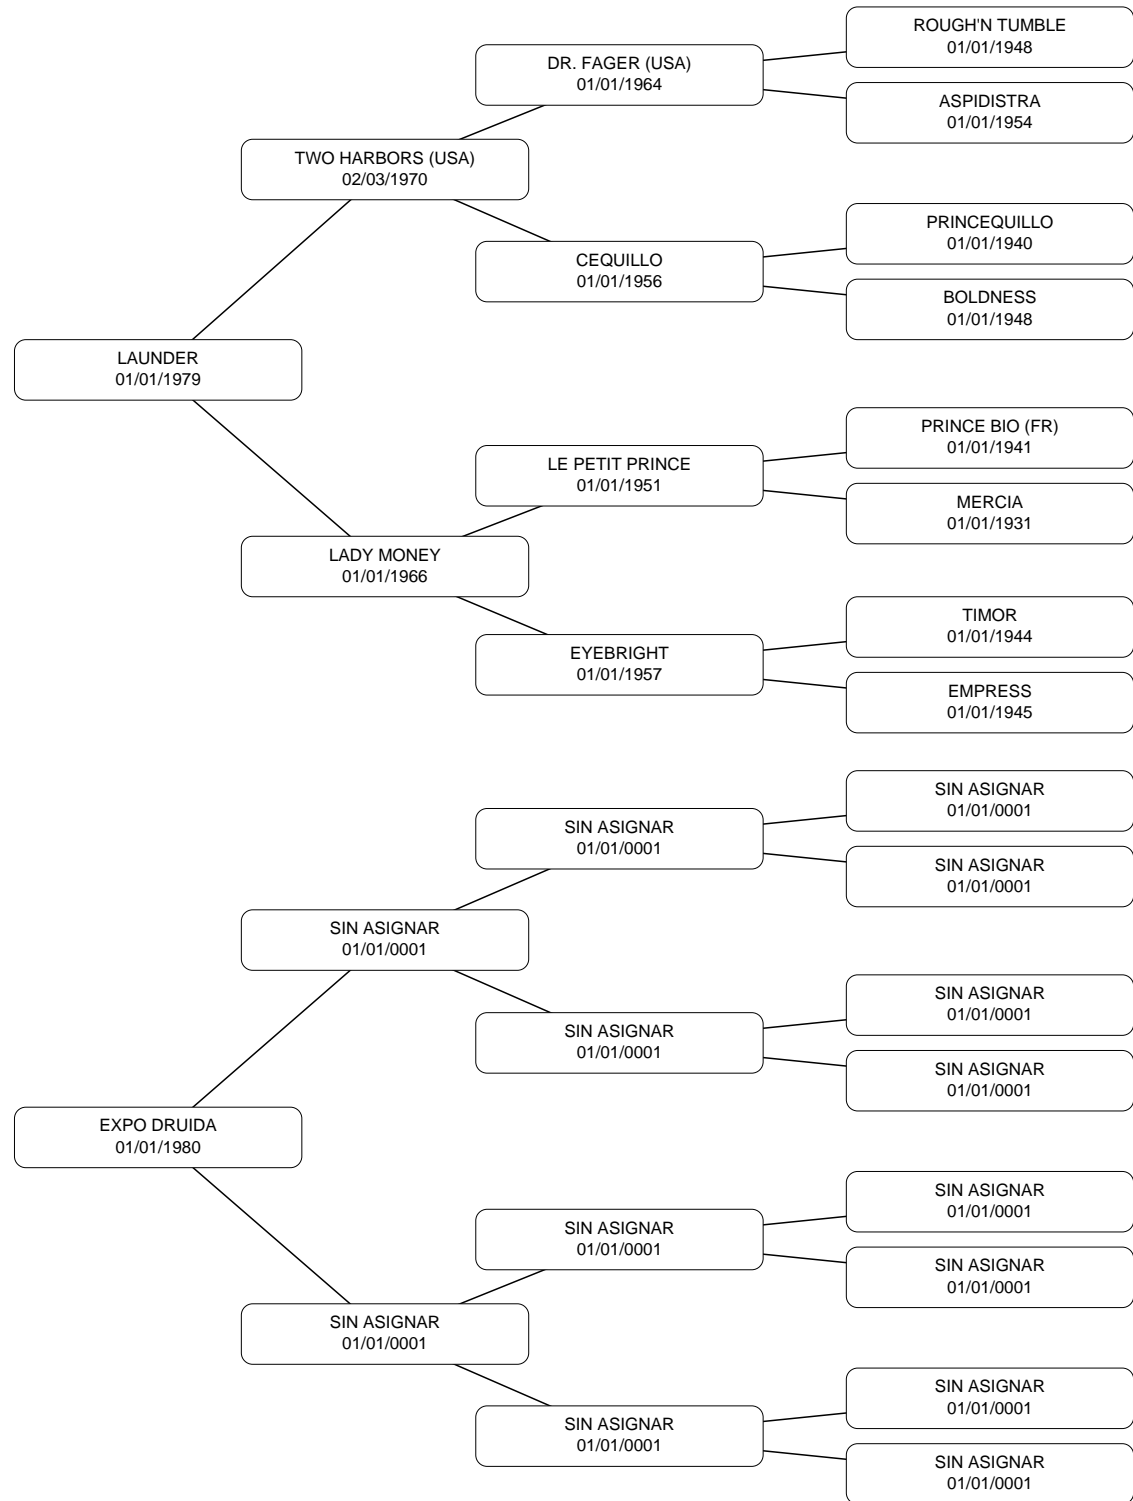 ROUGH'N TUMBLE
01/01/1948
DR. FAGER (USA)
01/01/1964
ASPIDISTRA
01/01/1954
TWO HARBORS (USA)
02/03/1970
PRINCEQUILLO
01/01/1940
CEQUILLO
01/01/1956
BOLDNESS
01/01/1948
LAUNDER
01/01/1979
PRINCE BIO (FR)
01/01/1941
LE PETIT PRINCE
01/01/1951
MERCIA
01/01/1931
LADY MONEY
01/01/1966
TIMOR
01/01/1944
EYEBRIGHT
01/01/1957
EMPRESS
01/01/1945
SIN ASIGNAR
01/01/0001
SIN ASIGNAR
01/01/0001
SIN ASIGNAR
01/01/0001
SIN ASIGNAR
01/01/0001
SIN ASIGNAR
01/01/0001
SIN ASIGNAR
01/01/0001
SIN ASIGNAR
01/01/0001
EXPO DRUIDA
01/01/1980
SIN ASIGNAR
01/01/0001
SIN ASIGNAR
01/01/0001
SIN ASIGNAR
01/01/0001
SIN ASIGNAR
01/01/0001
SIN ASIGNAR
01/01/0001
SIN ASIGNAR
01/01/0001
SIN ASIGNAR
01/01/0001